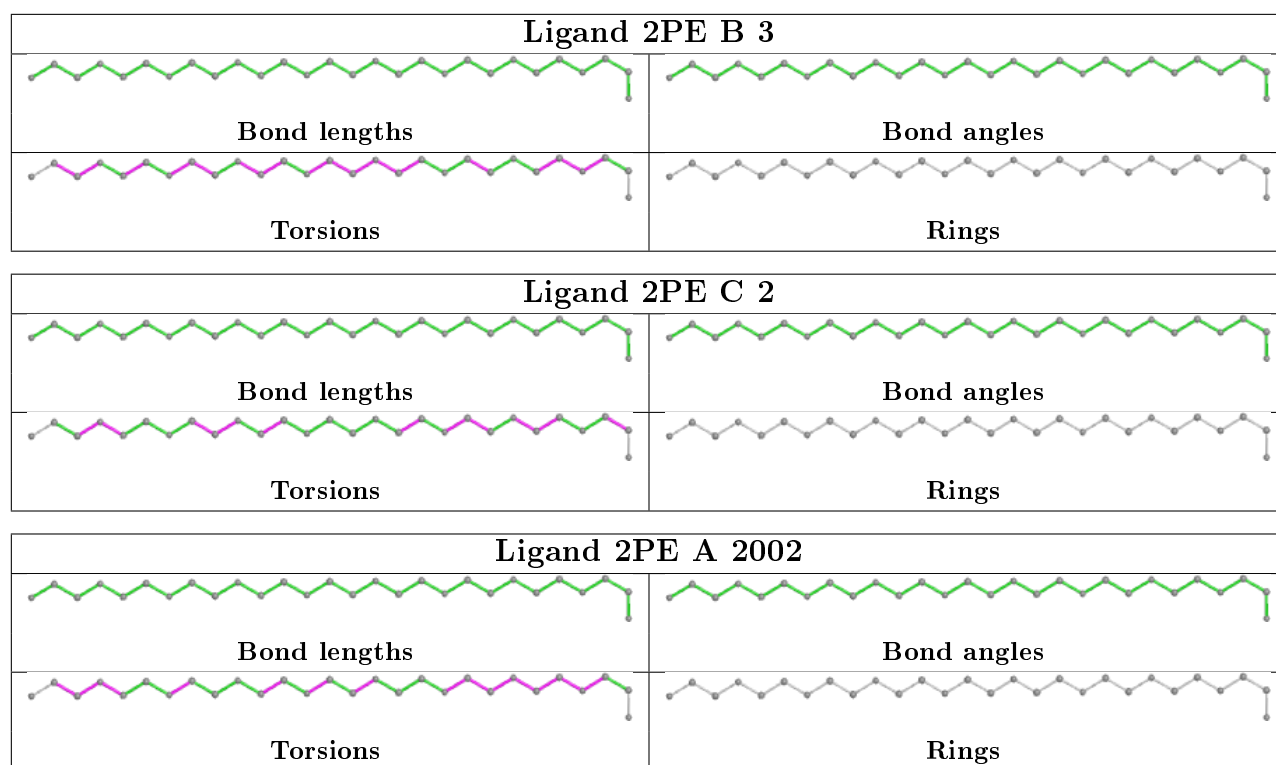 Ligand 2PE B 3
Bond lengths Bond angles
Torsions Rings
Ligand 2PE C 2
Bond lengths Bond angles
Torsions Rings
Ligand 2PE A 2002
Bond lengths Bond angles
Torsions Rings